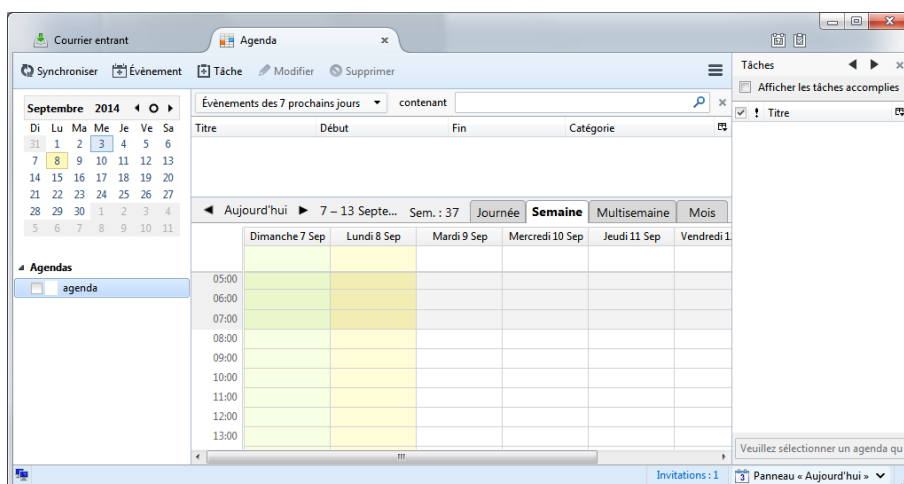 Courrier entrant
Agenda
Synchroniser Évènement Tâche Modifier Supprimer
Septembre 2014
Di Lu Ma Me Je Ve Sa
31 1 2 3 4 5 6
7 8 9 10 11 12 13
14 15 16 17 18 19 20
21 22 23 24 25 26 27
28 29 30 1 2 3 4
5 6 7 8 9 10 11
Agendas
agenda
Évènements des 7 prochains jours contenant
Titre Début Fin Catégorie
Aujourd'hui 7 – 13 Septe... Sem. : 37 Journée Semaine Multisemaine Mois
Dimanche 7 Sep Lundi 8 Sep Mardi 9 Sep Mercredi 10 Sep Jeudi 11 Sep Vendredi 1
05:00
06:00
07:00
08:00
09:00
10:00
11:00
12:00
13:00
Tâches
Afficher les tâches accomplies
! Titre
Veuillez sélectionner un agenda qu
Invitations : 1
3 Panneau « Aujourd'hui »